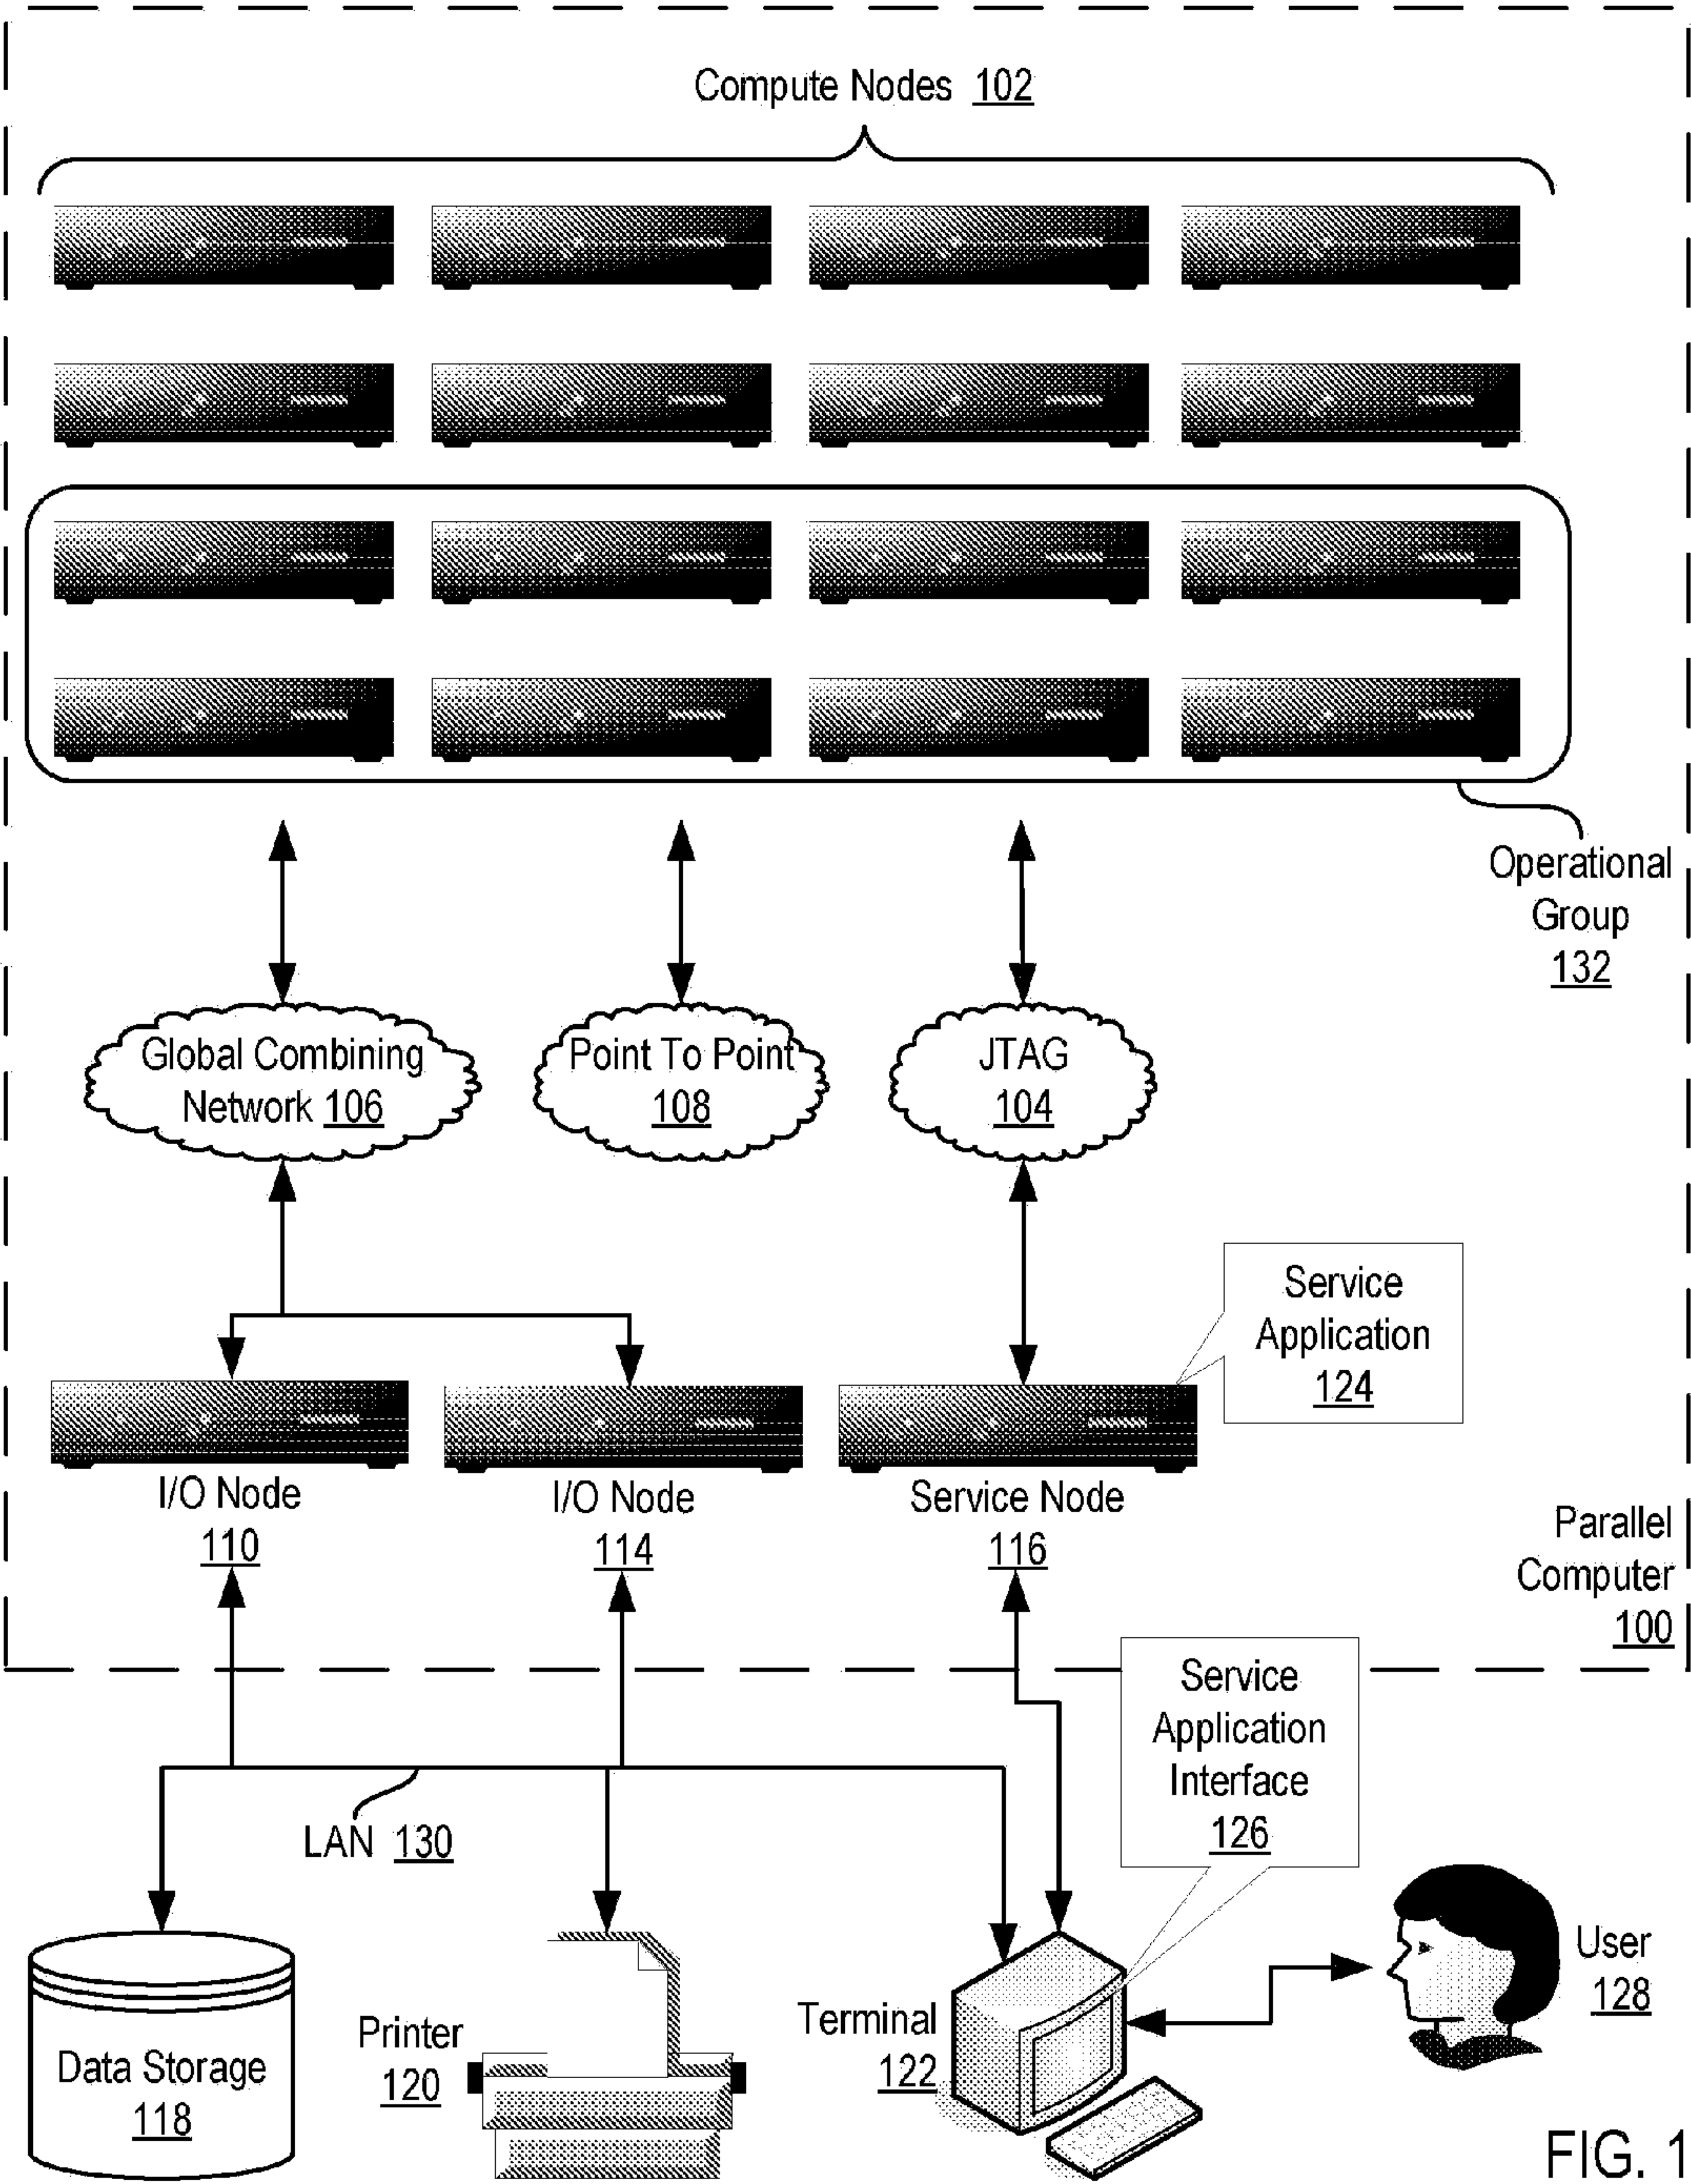 Compute Nodes 102
Operational
Group
132
Global Combining
Network 106
Point To Point
108
JTAG
104
Service
Application
124
I/O Node
110
I/O Node
114
Service Node
116
Parallel
Computer
100
Service
Application
Interface
126
LAN 130
Data Storage
118
Printer
120
Terminal
122
User
128
FIG. 1